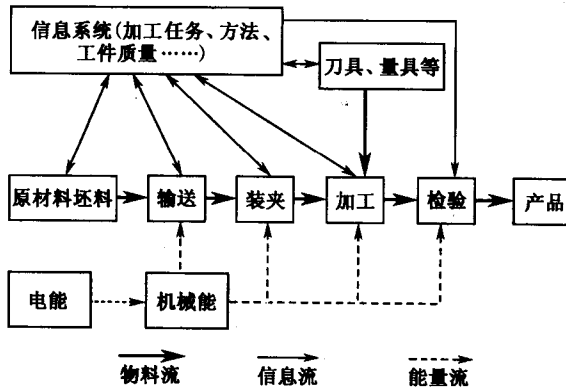 信息系统(加工任务、方法、
工件质量……)
刀具、量具等
原材料坯料
输送
装夹
加工
检验
产品
电能
机械能
物料流
信息流
能量流